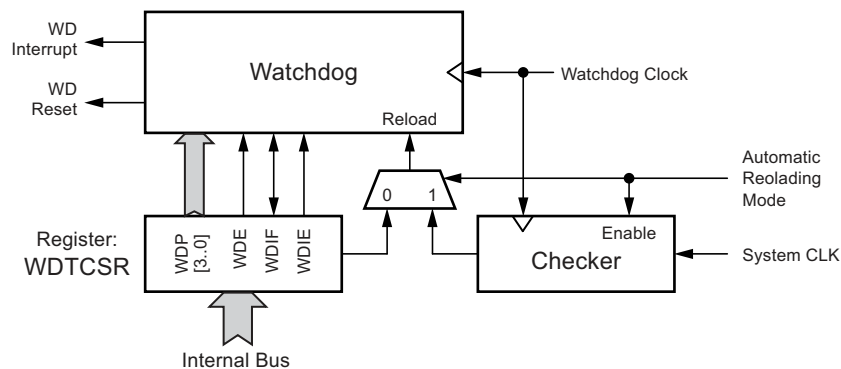 WD
Interrupt
Watchdog
Watchdog Clock
WD
Reset
Reload
Automatic
Reolading
Mode
0 1
Register:
WDTCSR
WDP
[3..0]
WDE
WDIF
WDIE
Enable
Checker
System CLK
Internal Bus